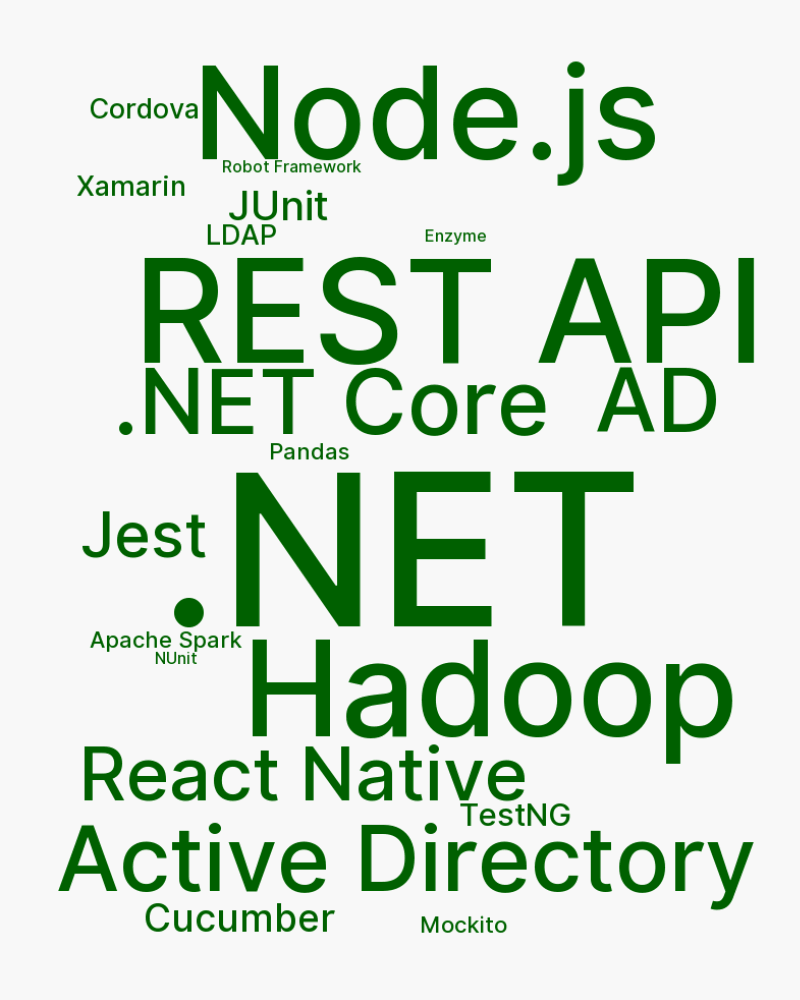 Node.js
Cordova
Robot Framework
Xamarin
JUnit
LDAP
Enzyme
REST API
.NET Core
AD
Pandas
.NET
Jest
Apache Spark
NUnit
Hadoop
React Native
TestNG
Active Directory
Cucumber
Mockito